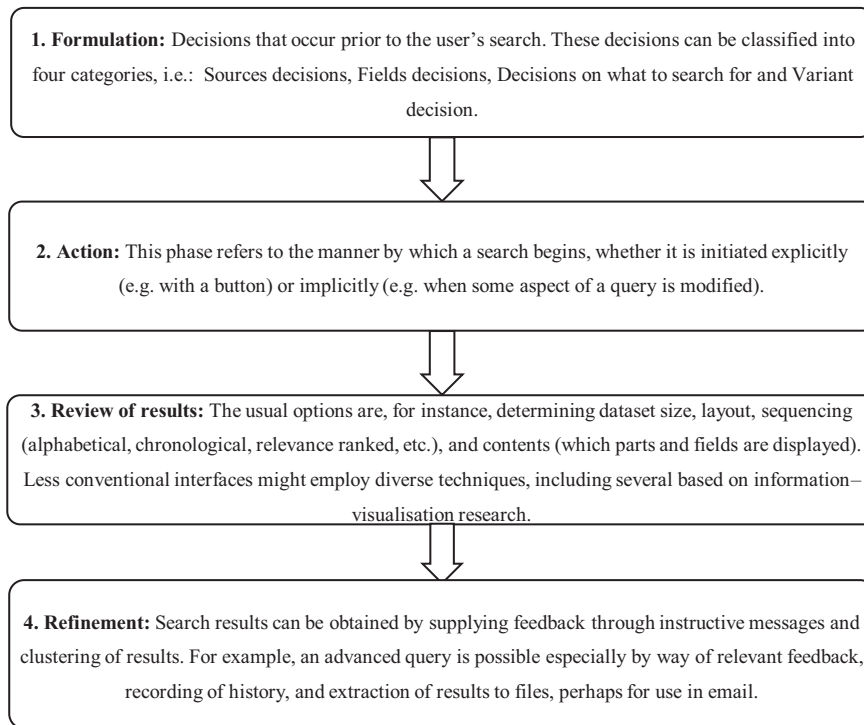 1. Formulation: Decisions that occur prior to the user’s search. These decisions can be classified into
four categories, i.e.: Sources decisions, Fields decisions, Decisions on what to search for and Variant
decision.
2. Action: This phase refers to the manner by which a search begins, whether it is initiated explicitly
(e.g. with a button) or implicitly (e.g. when some aspect of a query is modified).
3. Review of results: The usual options are, for instance, determining dataset size, layout, sequencing
(alphabetical, chronological, relevance ranked, etc.), and contents (which parts and fields are displayed).
Less conventional interfaces might employ diverse techniques, including several based on information–
visualisation research.
4. Refinement: Search results can be obtained by supplying feedback through instructive messages and
clustering of results. For example, an advanced query is possible especially by way of relevant feedback,
recording of history, and extraction of results to files, perhaps for use in email.